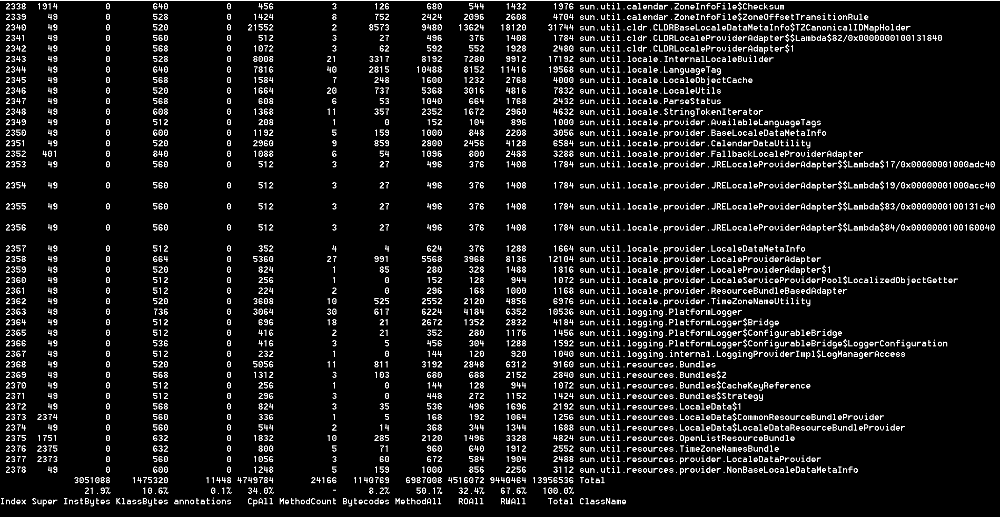 2338 1914 0 640 0 456 3 126 680 544 1432 1976 sun.util.calendar.ZoneInfoFile$Checksum
2339 49 0 528 0 1424 8 752 2424 2096 2608 4704 sun.util.calendar.ZoneInfoFile$ZoneOffsetTransitionRule
2340 49 0 520 0 21552 2 8573 9480 13624 18120 31744 sun.util.cldr.CLDRBaseLocaleDataMetaInfo$TZCanonicalIDMapHolder
2341 49 0 560 0 512 3 27 496 376 1408 1784 sun.util.cldr.CLDRLocaleProviderAdapter$$Lambda$82/0x0000000100131840
2342 49 0 568 0 1072 3 62 592 552 1928 2480 sun.util.cldr.CLDRLocaleProviderAdapter$1
2343 49 0 528 0 8008 21 3317 8192 7280 9912 17192 sun.util.locale.InternalLocaleBuilder
2344 49 0 640 0 7816 40 2815 10488 8152 11416 19568 sun.util.locale.LanguageTag
2345 49 0 568 0 1584 7 248 1600 1232 2768 4000 sun.util.locale.LocaleObjectCache
2346 49 0 520 0 1664 20 737 5368 3016 4816 7832 sun.util.locale.LocaleUtils
2347 49 0 568 0 608 6 53 1040 664 1768 2432 sun.util.locale.ParseStatus
2348 49 0 608 0 1368 11 357 2352 1672 2960 4632 sun.util.locale.StringTokenIterator
2349 49 0 512 0 208 1 0 152 104 896 1000 sun.util.locale.provider.AvailableLanguageTags
2350 49 0 600 0 1192 5 159 1000 848 2208 3056 sun.util.locale.provider.BaseLocaleDataMetaInfo
2351 49 0 520 0 2960 9 859 2800 2456 4128 6584 sun.util.locale.provider.CalendarDataUtility
2352 401 0 840 0 1088 6 54 1096 800 2488 3288 sun.util.locale.provider.FallbackLocaleProviderAdapter
2353 49 0 560 0 512 3 27 496 376 1408 1784 sun.util.locale.provider.JRELocaleProviderAdapter$$Lambda$17/0x00000001000adc40
2354 49 0 560 0 512 3 27 496 376 1408 1784 sun.util.locale.provider.JRELocaleProviderAdapter$$Lambda$19/0x00000001000acc40
2355 49 0 560 0 512 3 27 496 376 1408 1784 sun.util.locale.provider.JRELocaleProviderAdapter$$Lambda$83/0x0000000100131c40
2356 49 0 560 0 512 3 27 496 376 1408 1784 sun.util.locale.provider.JRELocaleProviderAdapter$$Lambda$84/0x0000000100160040
2357 49 0 512 0 352 4 4 624 376 1288 1664 sun.util.locale.provider.LocaleDataMetaInfo
2358 49 0 664 0 5360 27 991 5568 3968 8136 12104 sun.util.locale.provider.LocaleProviderAdapter
2359 49 0 520 0 824 1 85 280 328 1488 1816 sun.util.locale.provider.LocaleProviderAdapter$1
2360 49 0 512 0 256 1 0 152 128 944 1072 sun.util.locale.provider.LocaleServiceProviderPool$LocalizedObjectGetter
2361 49 0 512 0 224 2 0 296 168 1000 1168 sun.util.locale.provider.ResourceBundleBasedAdapter
2362 49 0 520 0 3608 10 525 2552 2120 4856 6976 sun.util.locale.provider.TimeZoneNameUtility
2363 49 0 736 0 3064 30 617 6224 4184 6352 10536 sun.util.logging.PlatformLogger
2364 49 0 512 0 696 18 21 2672 1352 2832 4184 sun.util.logging.PlatformLogger$Bridge
2365 49 0 512 0 416 2 21 352 280 1176 1456 sun.util.logging.PlatformLogger$ConfigurableBridge
2366 49 0 536 0 416 3 5 456 304 1288 1592 sun.util.logging.PlatformLogger$ConfigurableBridge$LoggerConfiguration
2367 49 0 512 0 232 1 0 144 120 920 1040 sun.util.logging.internal.LoggingProviderImpl$LogManagerAccess
2368 49 0 520 0 5056 11 811 3192 2848 6312 9160 sun.util.resources.Bundles
2369 49 0 568 0 1312 3 103 680 688 2152 2840 sun.util.resources.Bundles$2
2370 49 0 512 0 256 1 0 144 128 944 1072 sun.util.resources.Bundles$CacheKeyReference
2371 49 0 512 0 296 3 0 448 272 1152 1424 sun.util.resources.Bundles$Strategy
2372 49 0 568 0 824 3 35 536 496 1696 2192 sun.util.resources.LocaleData$1
2373 2374 0 560 0 336 1 5 168 192 1064 1256 sun.util.resources.LocaleData$CommonResourceBundleProvider
2374 49 0 560 0 544 2 14 368 344 1344 1688 sun.util.resources.LocaleData$LocaleDataResourceBundleProvider
2375 1751 0 632 0 1832 10 285 2120 1496 3328 4824 sun.util.resources.OpenListResourceBundle
2376 2375 0 632 0 800 5 71 960 640 1912 2552 sun.util.resources.TimeZoneNamesBundle
2377 2373 0 560 0 1056 3 60 672 584 1904 2488 sun.util.resources.provider.LocaleDataProvider
2378 49 0 600 0 1248 5 159 1000 856 2256 3112 sun.util.resources.provider.NonBaseLocaleDataMetaInfo
3051088 1475320 11448 4749784 24166 1140769 6987008 4516072 9440464 13956536 Total
21.9% 10.6% 0.1% 34.0% - 8.2% 50.1% 32.4% 67.6% 100.0%
Index Super InstBytes KlassBytes annotations CpAll MethodCount Bytecodes MethodAll ROAll RWAll Total ClassName